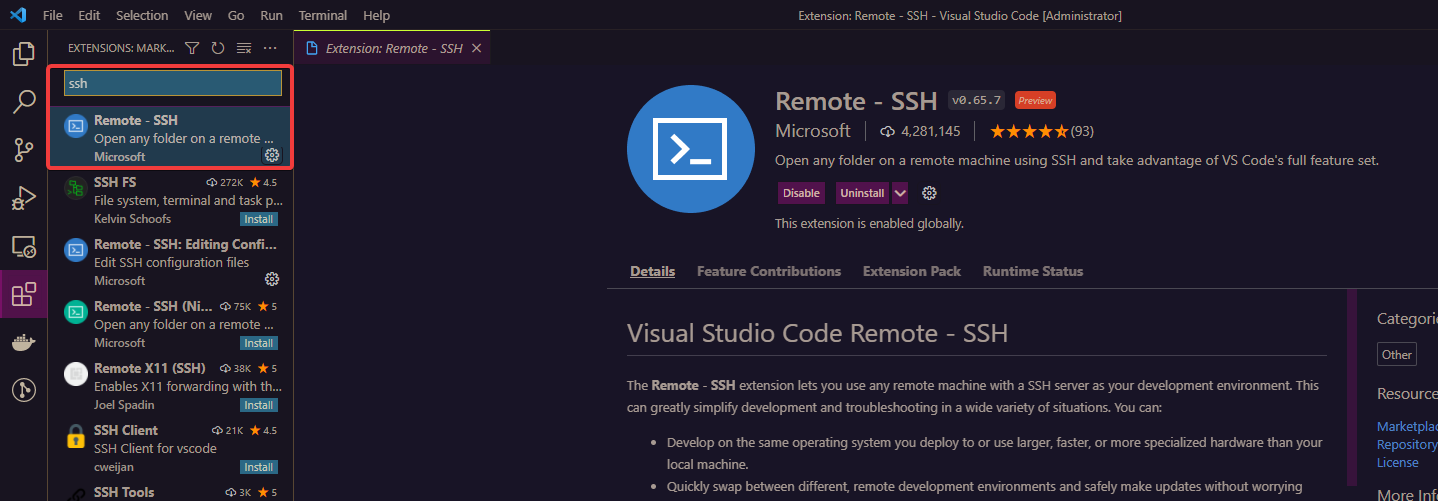 File Edit Selection View Go Run Terminal Help
Extension: Remote - SSH - Visual Studio Code [Administrator]
EXTENSIONS: MARK...
ssh
Remote - SSH
Open any folder on a remote ...
Microsoft
SSH FS 272K 4.5
File system, terminal and task p...
Kelvin Schoofs Install
Remote - SSH: Editing Confi...
Edit SSH configuration files
Microsoft
Remote - SSH (Ni... 75K 5
Open any folder on a remote ...
Microsoft Install
Remote X11 (SSH) 38K 5
Enables X11 forwarding with th...
Joel Spadin Install
SSH Client 21K 4.5
SSH Client for vscode
cweijan Install
SSH Tools 3K 5
Extension: Remote - SSH
Remote - SSH v0.65.7 Preview
Microsoft 4,281,145 (93)
Open any folder on a remote machine using SSH and take advantage of VS Code's full feature set.
Disable Uninstall
This extension is enabled globally.
Details Feature Contributions Extension Pack Runtime Status
Visual Studio Code Remote - SSH
The Remote - SSH extension lets you use any remote machine with a SSH server as your development environment. This
can greatly simplify development and troubleshooting in a wide variety of situations. You can:
• Develop on the same operating system you deploy to or use larger, faster, or more specialized hardware than your
local machine.
• Quickly swap between different, remote development environments and safely make updates without worrying
Categorie
Other
Resource
Marketplac
Repository
License
More Info